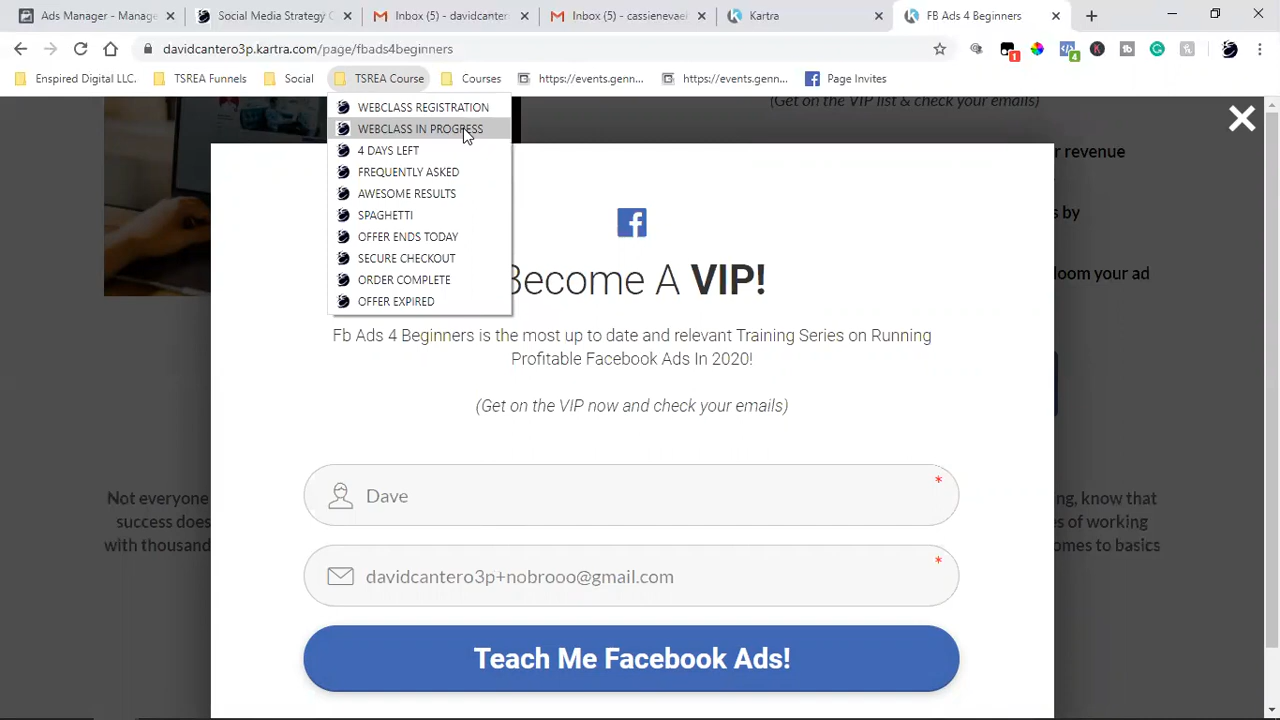 Ads Manager - Manage
Social Media Strategy C
Inbox (5) - davidcanter
Inbox (5) - cassienevael
Kartra
FB Ads 4 Beginners
davidcantero3p.kartra.com/page/fbads4beginners
1
4
Enspired Digital LLC.
TSREA Funnels
Social
TSREA Course
Courses
https://events.genn...
https://events.genn...
Page Invites
WEBCLASS REGISTRATION
WEBCLASS IN PROGRESS
4 DAYS LEFT
FREQUENTLY ASKED
AWESOME RESULTS
SPAGHETTI
OFFER ENDS TODAY
SECURE CHECKOUT
ORDER COMPLETE
OFFER EXPIRED
(Get on the VIP list & check your emails)
r revenue
s by
loom your ad
Become A VIP!
Fb Ads 4 Beginners is the most up to date and relevant Training Series on Running
Profitable Facebook Ads In 2020!
(Get on the VIP now and check your emails)
Dave
*
davidcantero3p+nobrooo@gmail.com
*
Teach Me Facebook Ads!
Not everyone
success does
with thousand
ng, know that
es of working
omes to basics